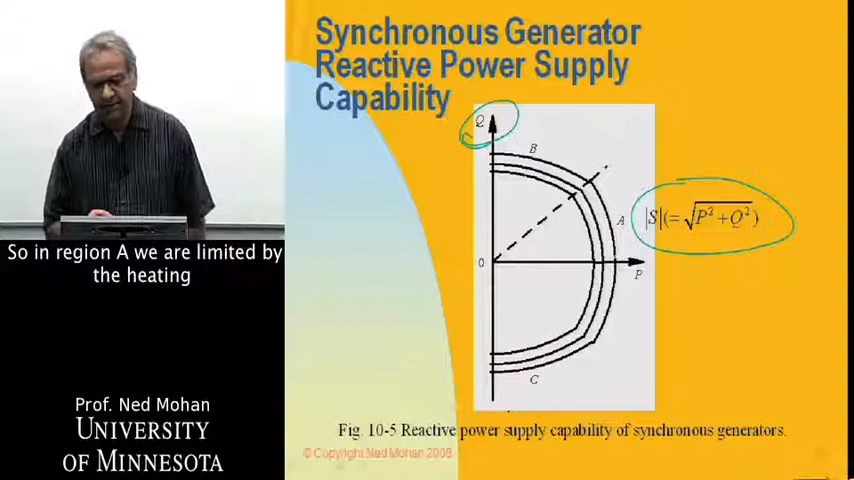 Synchronous Generator
Reactive Power Supply
Capability
Q
B
A
|S|(= √P² + Q²)
0
P
C
So in region A we are limited by
the heating
Prof. Ned Mohan
UNIVERSITY
OF MINNESOTA
Fig. 10-5 Reactive power supply capability of synchronous generators.
© Copyright Ned Mohan 2008